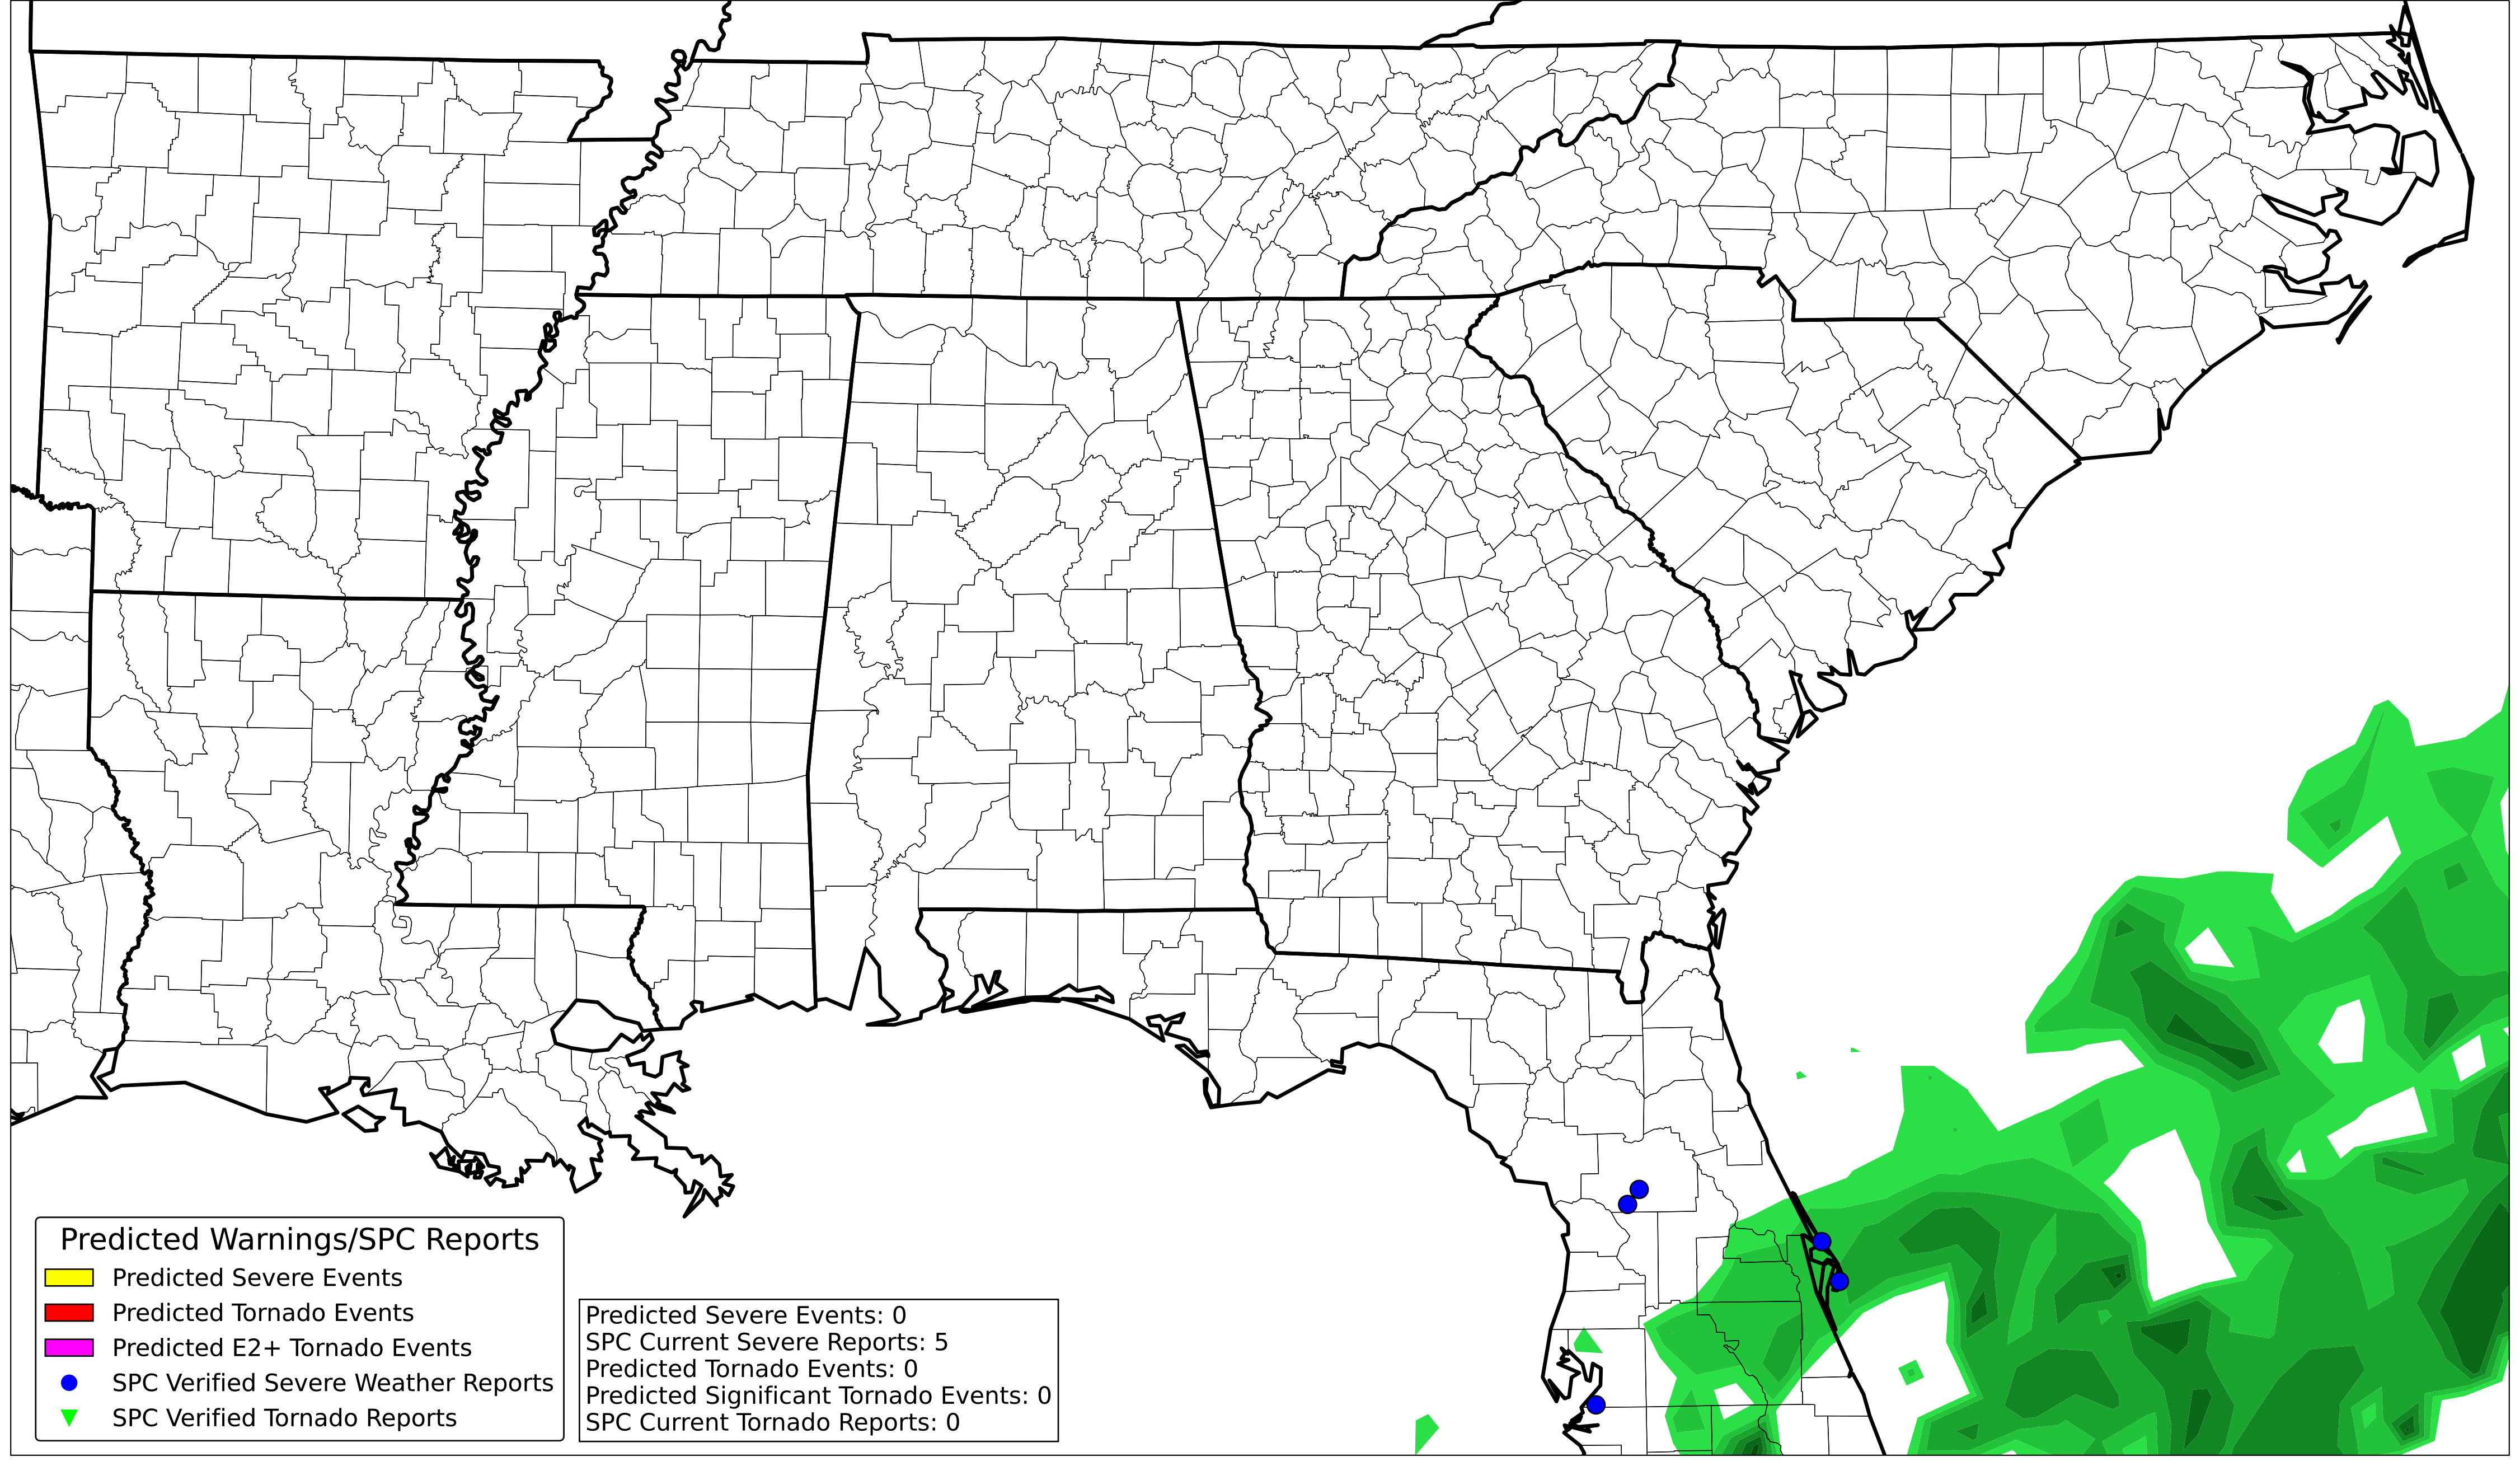 Predicted Warnings/SPC Reports
Predicted Severe Events
Predicted Tornado Events
Predicted E2+ Tornado Events
SPC Verified Severe Weather Reports
SPC Verified Tornado Reports
Predicted Severe Events: 0
SPC Current Severe Reports: 5
Predicted Tornado Events: 0
Predicted Significant Tornado Events: 0
SPC Current Tornado Reports: 0